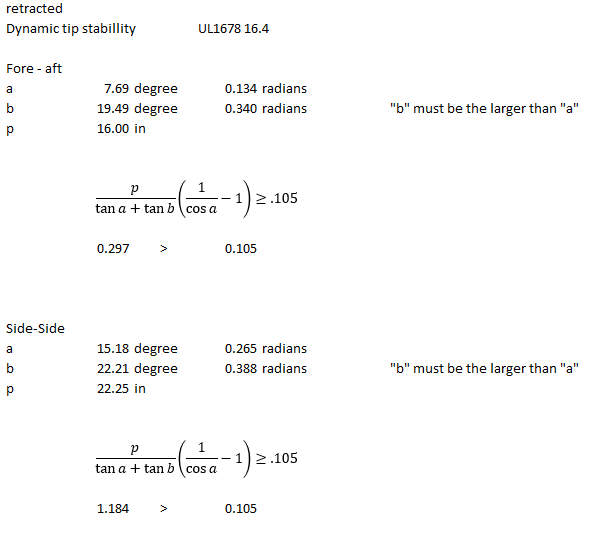 retracted
Dynamic tip stabillity UL1678 16.4
Fore - aft
a 7.69 degree 0.134 radians
b 19.49 degree 0.340 radians "b" must be the larger than "a"
p 16.00 in
p/(tan a + tan b) (1/cos a − 1) ≥ .105
0.297 > 0.105
Side-Side
a 15.18 degree 0.265 radians
b 22.21 degree 0.388 radians "b" must be the larger than "a"
p 22.25 in
p/(tan a + tan b) (1/cos a − 1) ≥ .105
1.184 > 0.105